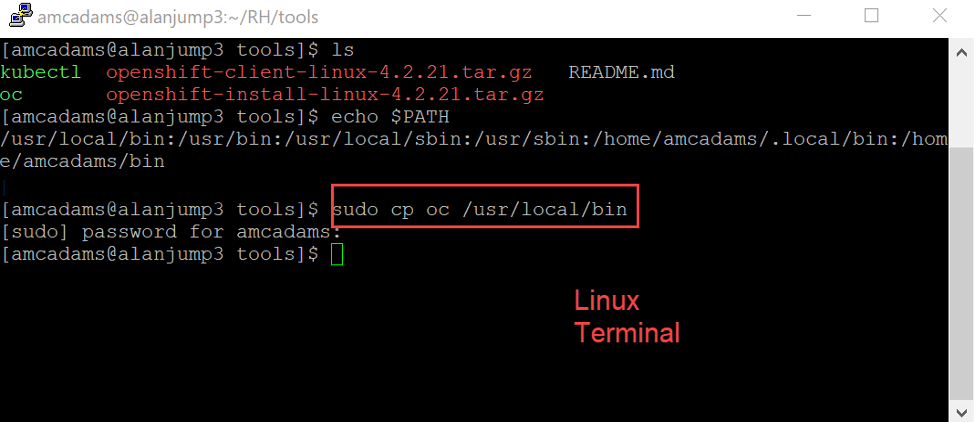 amcadams@alanjump3:~/RH/tools
[amcadams@alanjump3 tools]$ ls
kubectl openshift-client-linux-4.2.21.tar.gz README.md
oc openshift-install-linux-4.2.21.tar.gz
[amcadams@alanjump3 tools]$ echo $PATH
/usr/local/bin:/usr/bin:/usr/local/sbin:/usr/sbin:/home/amcadams/.local/bin:/hom
e/amcadams/bin
[amcadams@alanjump3 tools]$ sudo cp oc /usr/local/bin
[sudo] password for amcadams:
[amcadams@alanjump3 tools]$
Linux
Terminal